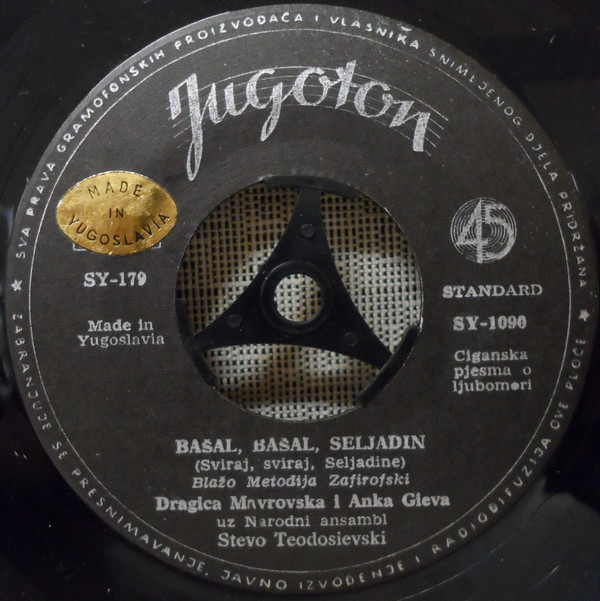 ★ SVA PRAVA GRAMOFONSKIH PROIZVOĐAČA I VLASNIKA SNIMLJENOG DJELA PRIDRŽANA ★
Jugoton
MADE
IN
YUGOSLAVIA
45
SY-179
STANDARD
SY-1090
Made in
Yugoslavia
Ciganska
pjesma o
ljubomori
BAŠAL, BAŠAL, SELJADIN
(Sviraj, sviraj, Seljadine)
Blažo Metodija Zafirofski
Dragica Mavrovska i Anka Gieva
uz Narodni ansambl
Stevo Teodosievski
ZABRANJUJE SE PRESNIMAVANJE, JAVNO IZVOĐENJE I RADIODIFUZIJA OVE PLOČE